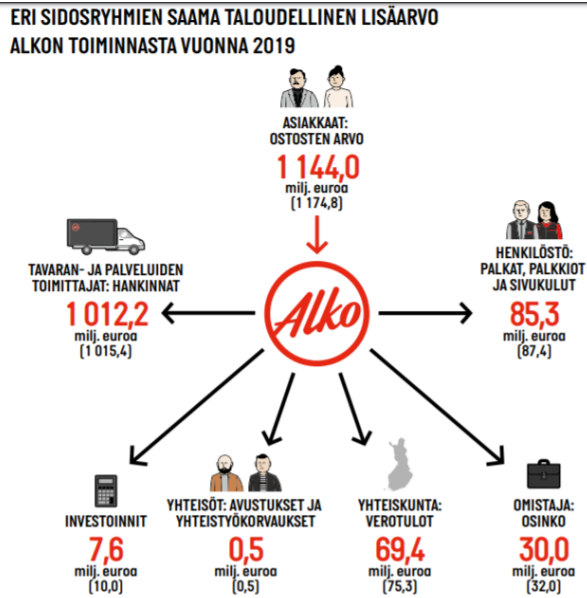 ERI SIDOSRYHMIEN SAAMA TALOUDELLINEN LISÄARVO
ALKON TOIMINNASTA VUONNA 2019
ASIAKKAAT:
OSTOSTEN ARVO
1 144,0
milj. euroa
(1 174,8)
TAVARAN- JA PALVELUIDEN
TOIMITTAJAT: HANKINNAT
1 012,2
milj. euroa
(1 015,4)
Alko
HENKILÖSTÖ:
PALKAT, PALKKIOT
JA SIVUKULUT
85,3
milj. euroa
(87,4)
INVESTOINNIT
7,6
milj. euroa
(10,0)
YHTEISÖT: AVUSTUKSET JA
YHTEISTYÖKORVAUKSET
0,5
milj. euroa
(0,5)
YHTEISKUNTA:
VEROTULOT
69,4
milj. euroa
(75,3)
OMISTAJA:
OSINKO
30,0
milj. euroa
(32,0)